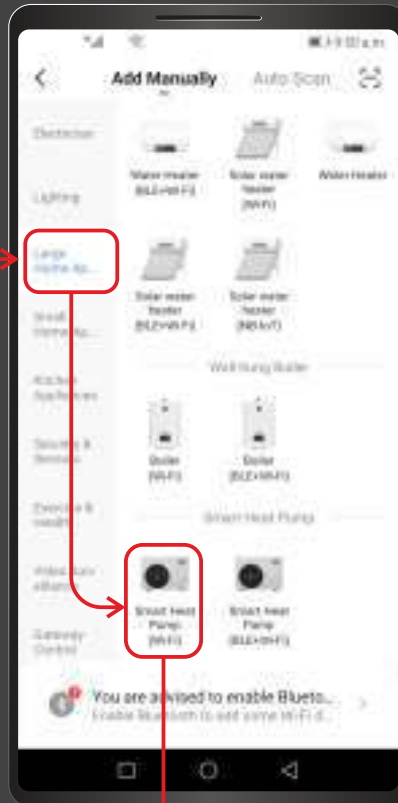 Add Manually Auto Scan
Electrician
Lighting
Large
Home Ap...
Small
Home Ap...
Kitchen
Appliances
Security &
Exercise &
Health
Gateway
Control
Water Heater
(BLE+Wi-Fi)
Solar water
heater
(Wi-Fi)
Water Heater
Solar water
heater
(BLE+Wi-Fi)
Solar water
heater
(NB-IoT)
Wall Hung Boiler
Boiler
(Wi-Fi)
Boiler
(BLE+Wi-Fi)
Smart Heat Pump
Smart Heat
Pump
(Wi-Fi)
Smart Heat
Pump
(BLE+Wi-Fi)
You are advised to enable Blueto...
Enable Bluetooth to add some Wi-Fi d...